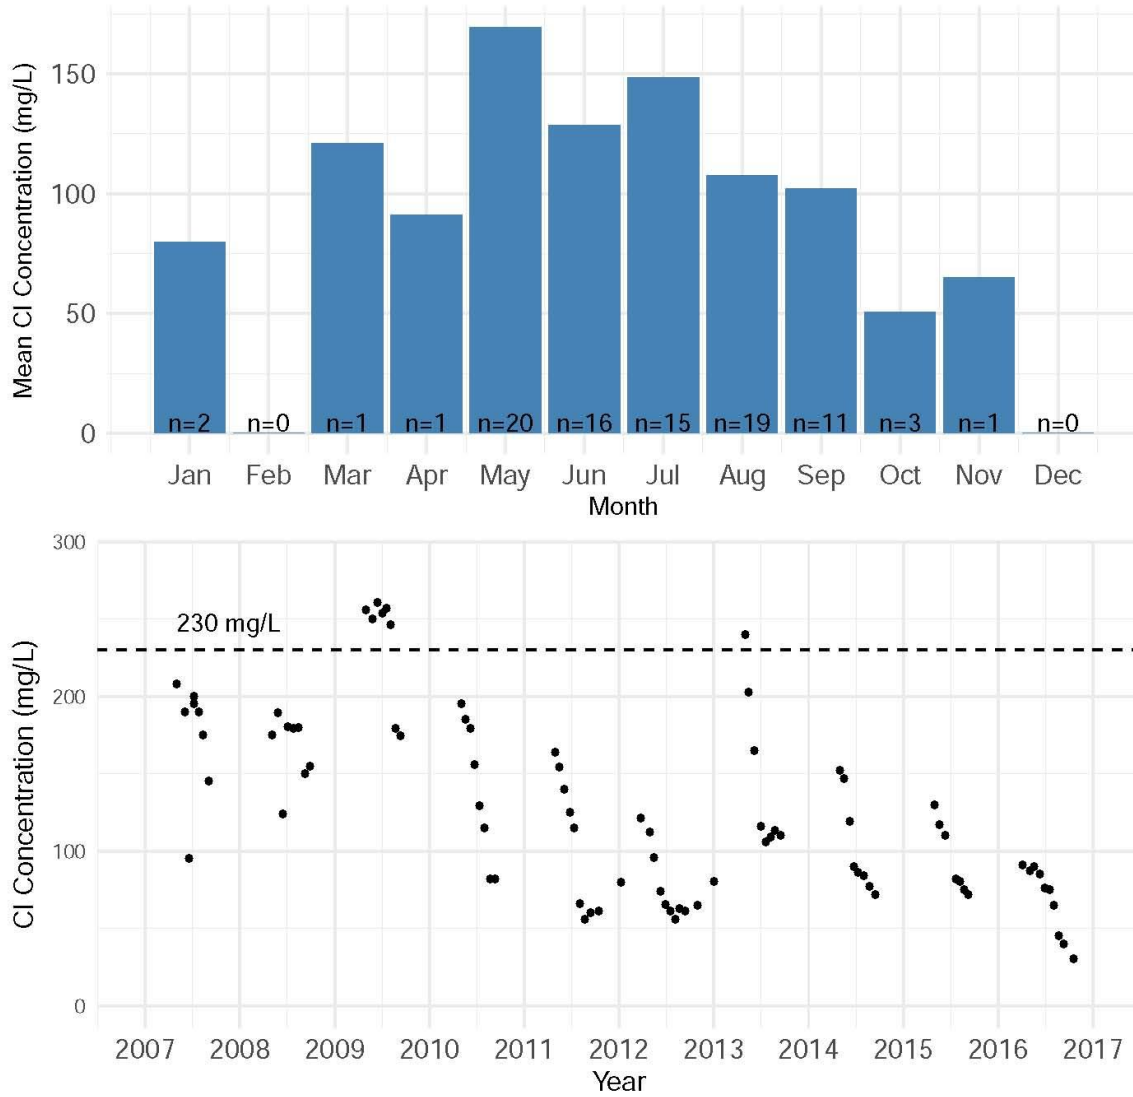 Mean Cl Concentration (mg/L)
150
100
50
0
n=2 n=0 n=1 n=1 n=20 n=16 n=15 n=19 n=11 n=3 n=1 n=0
Jan Feb Mar Apr May Jun Jul Aug Sep Oct Nov Dec
Month
Cl Concentration (mg/L)
300
230 mg/L
200
100
0
2007 2008 2009 2010 2011 2012 2013 2014 2015 2016 2017
Year